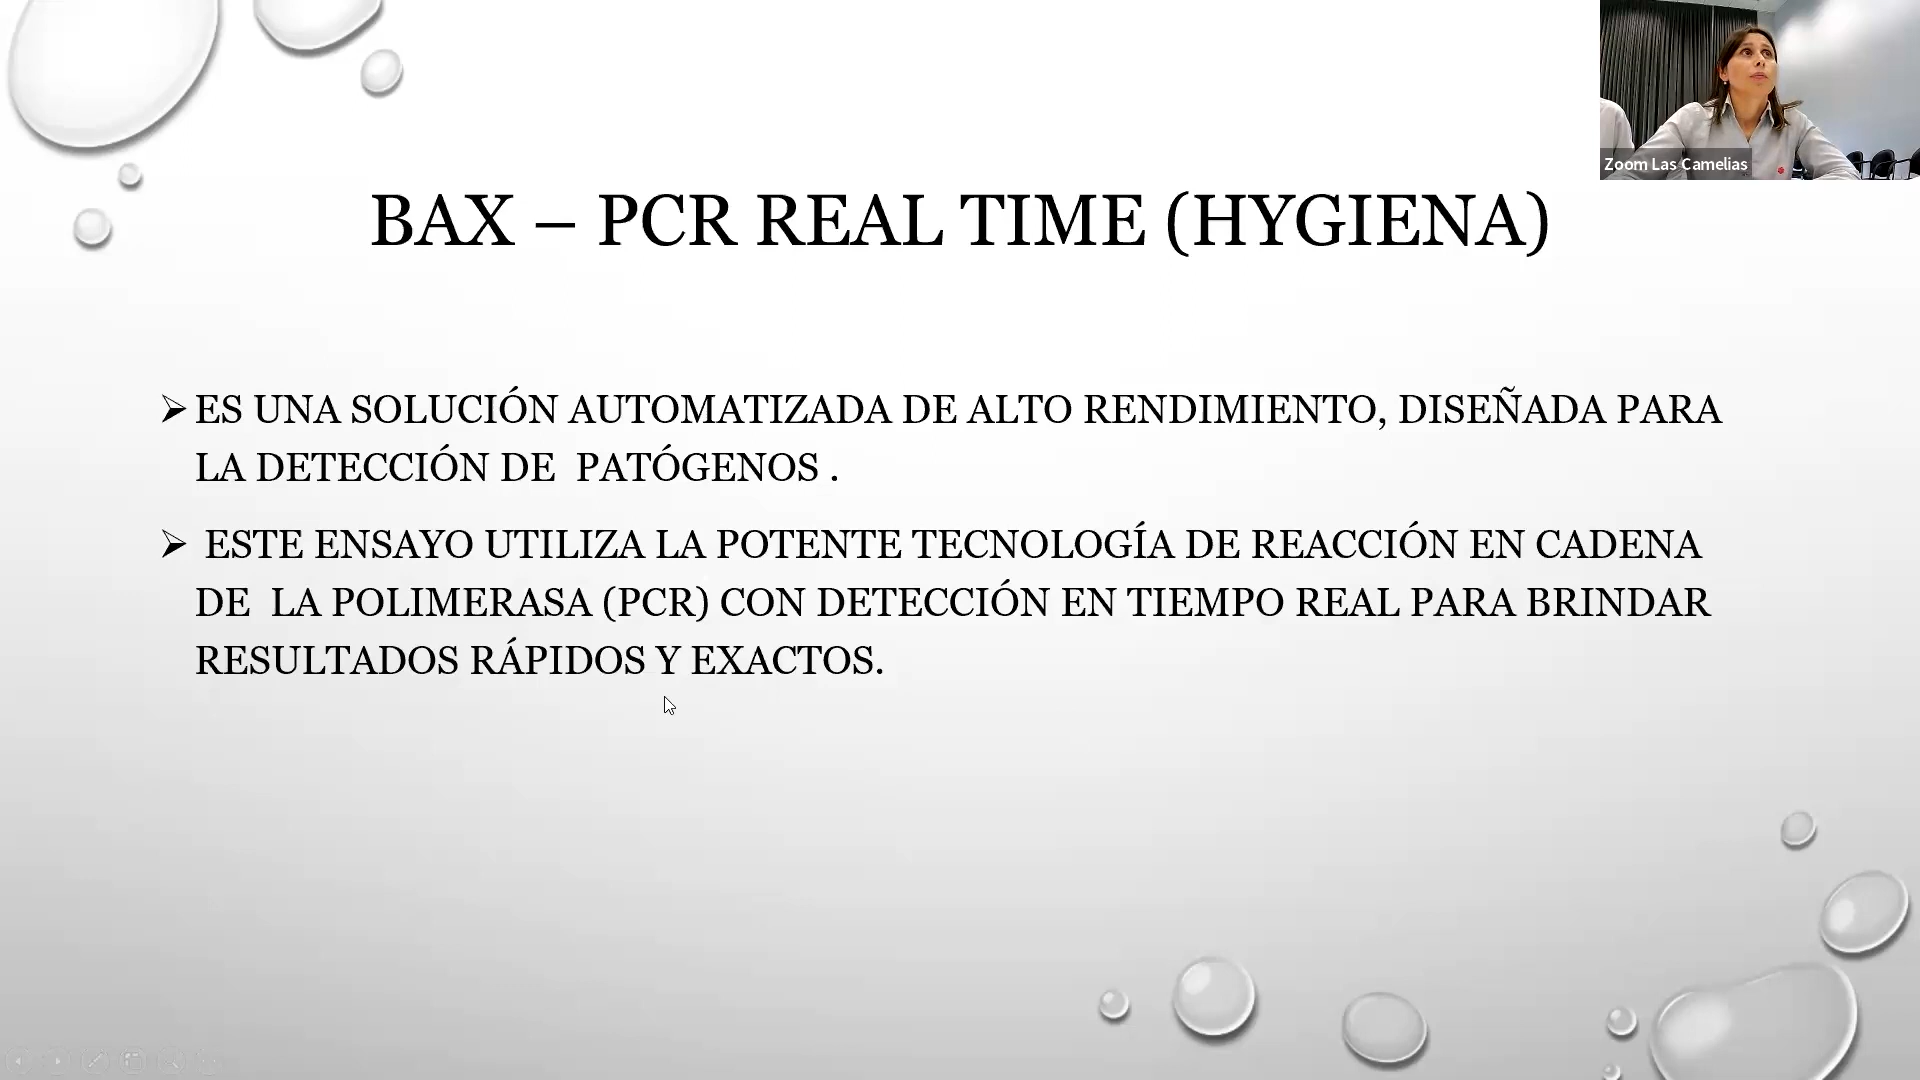 Zoom Las Camelias
BAX – PCR REAL TIME (HYGIENA)
ES UNA SOLUCIÓN AUTOMATIZADA DE ALTO RENDIMIENTO, DISEÑADA PARA
LA DETECCIÓN DE  PATÓGENOS .
ESTE ENSAYO UTILIZA LA POTENTE TECNOLOGÍA DE REACCIÓN EN CADENA
DE  LA POLIMERASA (PCR) CON DETECCIÓN EN TIEMPO REAL PARA BRINDAR
RESULTADOS RÁPIDOS Y EXACTOS.